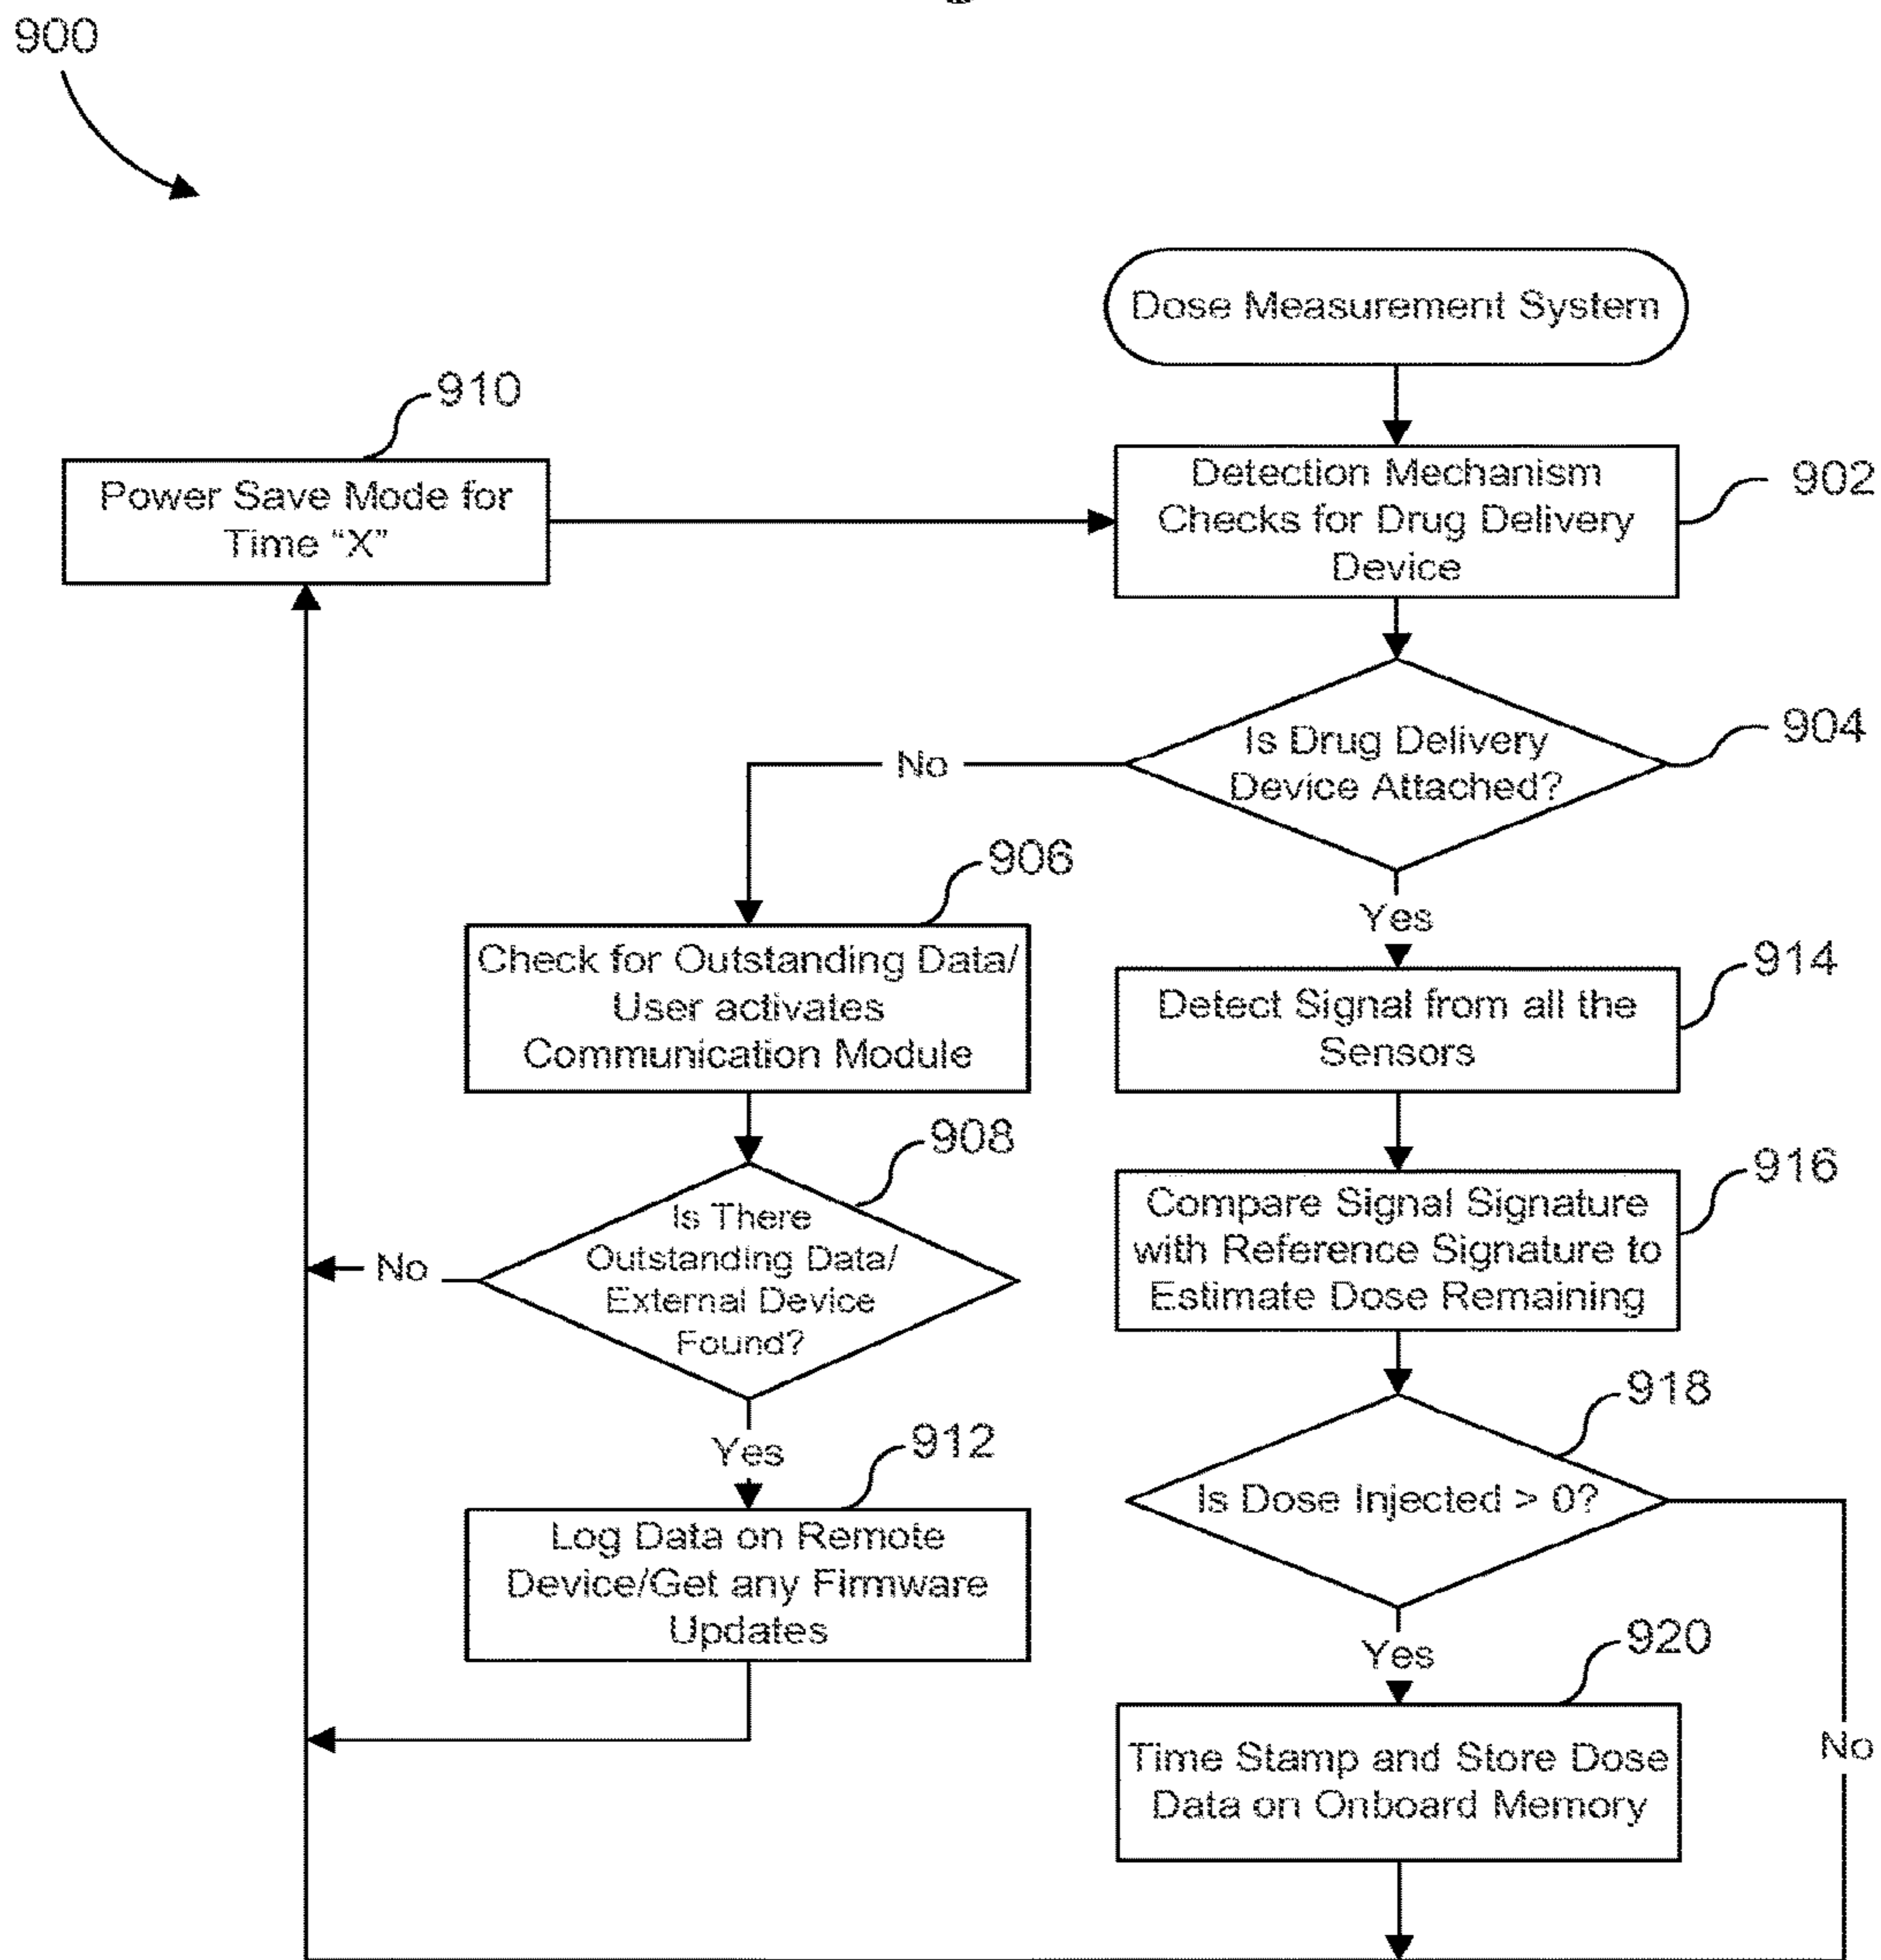 900
Dose Measurement System
910
Power Save Mode for
Time “X”
Detection Mechanism
Checks for Drug Delivery
Device
902
Is Drug Delivery
Device Attached?
904
No
Yes
906
Check for Outstanding Data/
User activates
Communication Module
914
Detect Signal from all the
Sensors
908
Is There
Outstanding Data/
External Device
Found?
No
916
Compare Signal Signature
with Reference Signature to
Estimate Dose Remaining
Yes
912
Log Data on Remote
Device/Get any Firmware
Updates
918
Is Dose Injected > 0?
Yes
No
920
Time Stamp and Store Dose
Data on Onboard Memory